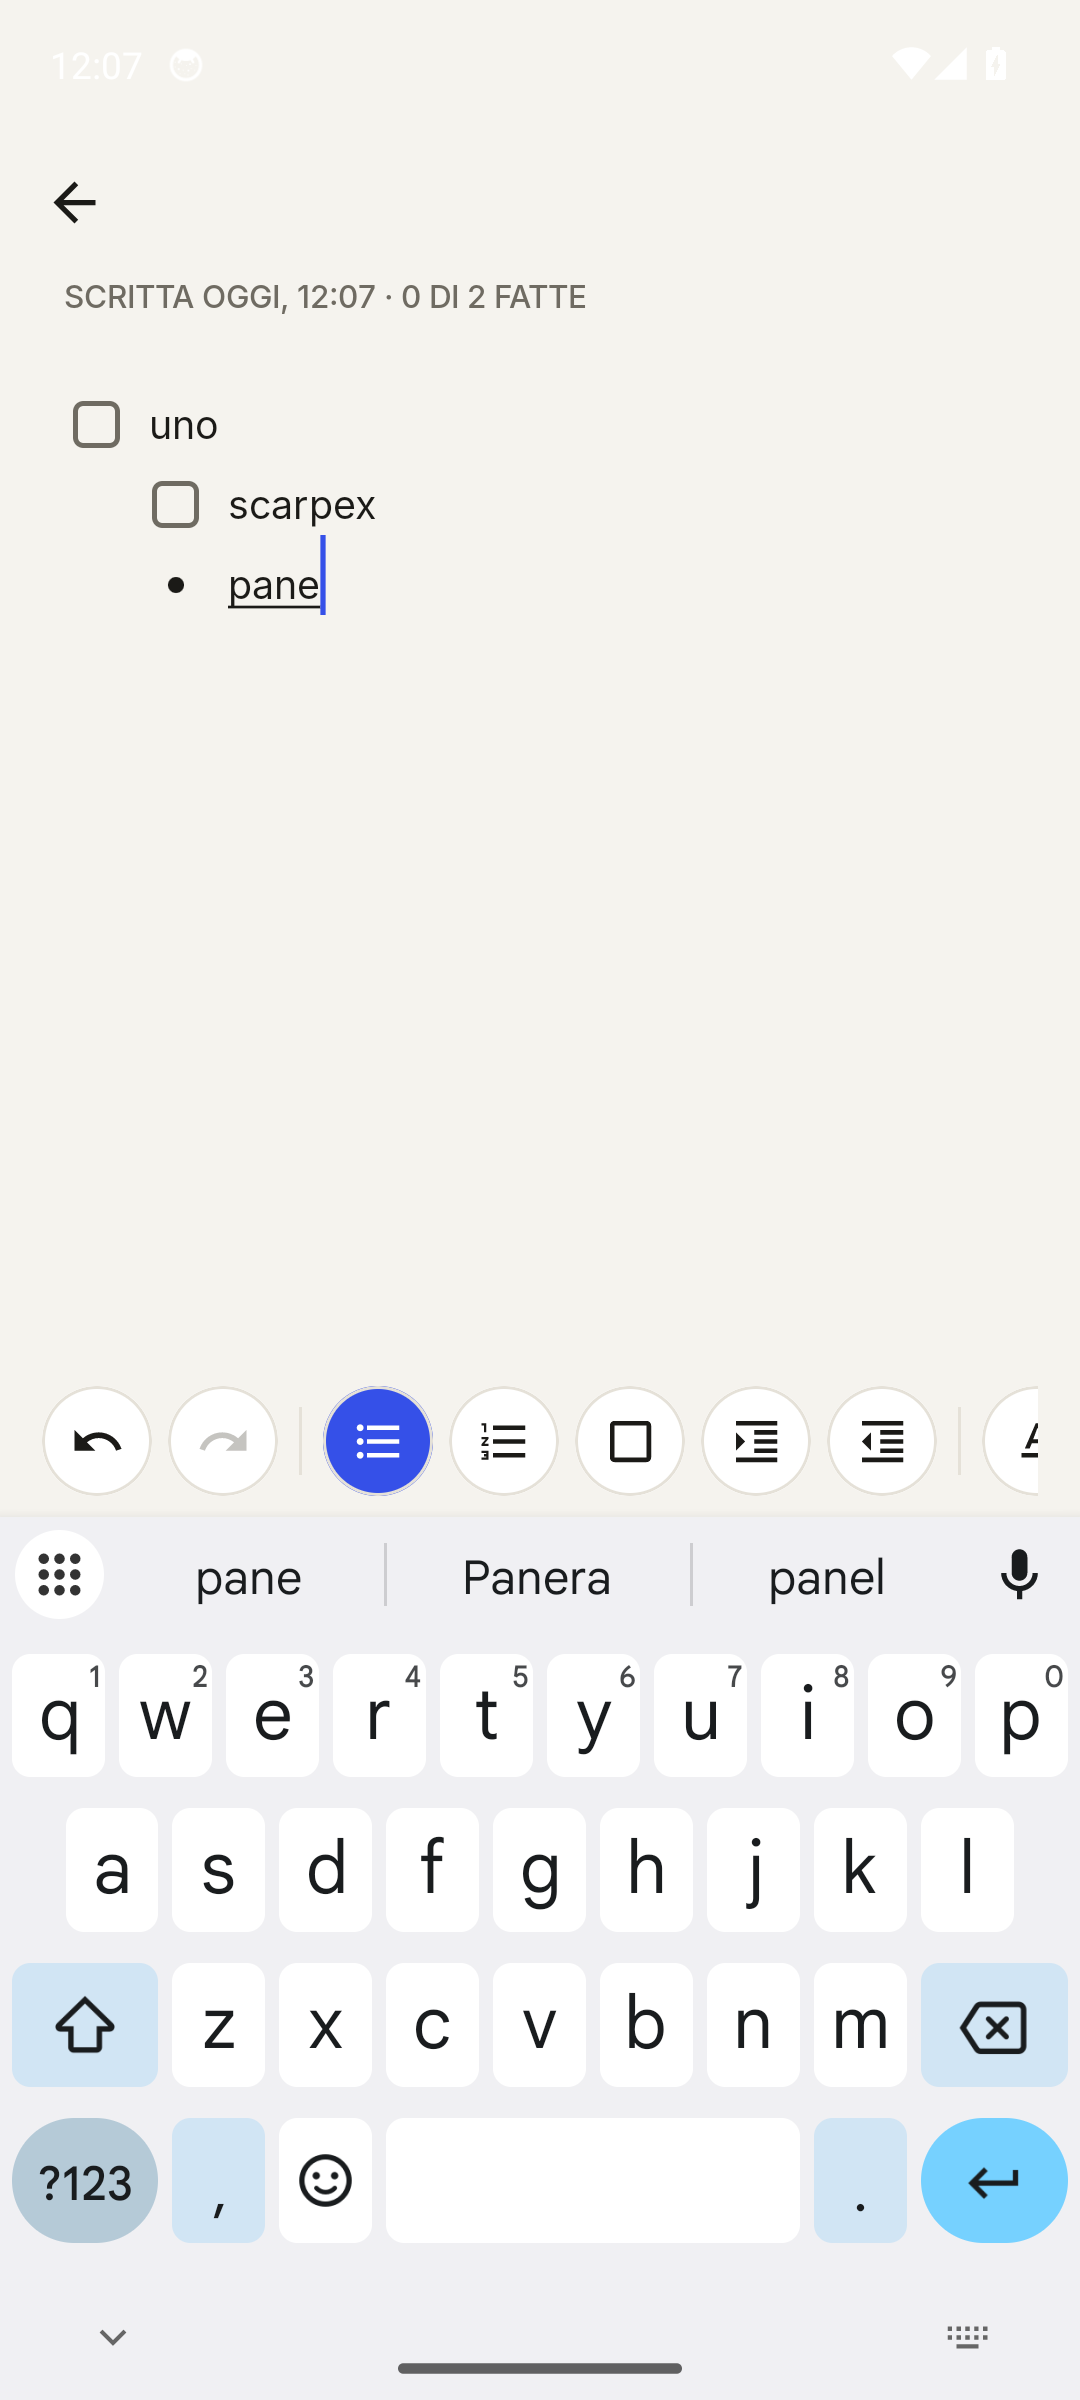 12:07
SCRITTA OGGI, 12:07 · 0 DI 2 FATTE
uno
scarpex
• pane
A
pane Panera panel
q 1 w 2 e 3 r 4 t 5 y 6 u 7 i 8 o 9 p 0
a s d f g h j k l
z x c v b n m
?123 , .